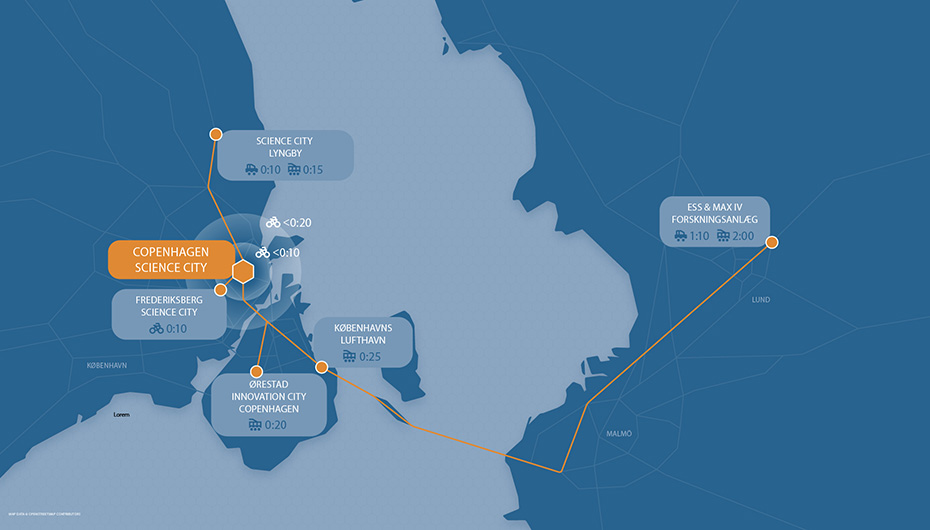 SCIENCE CITY
LYNGBY
0:10 0:15
<0:20
<0:10
COPENHAGEN
SCIENCE CITY
FREDERIKSBERG
SCIENCE CITY
0:10
KØBENHAVNS
LUFTHAVN
0:25
ØRESTAD
INNOVATION CITY
COPENHAGEN
0:20
ESS & MAX IV
FORSKNINGSANLÆG
1:10 2:00
LUND
KØBENHAVN
MALMÖ
Lorem